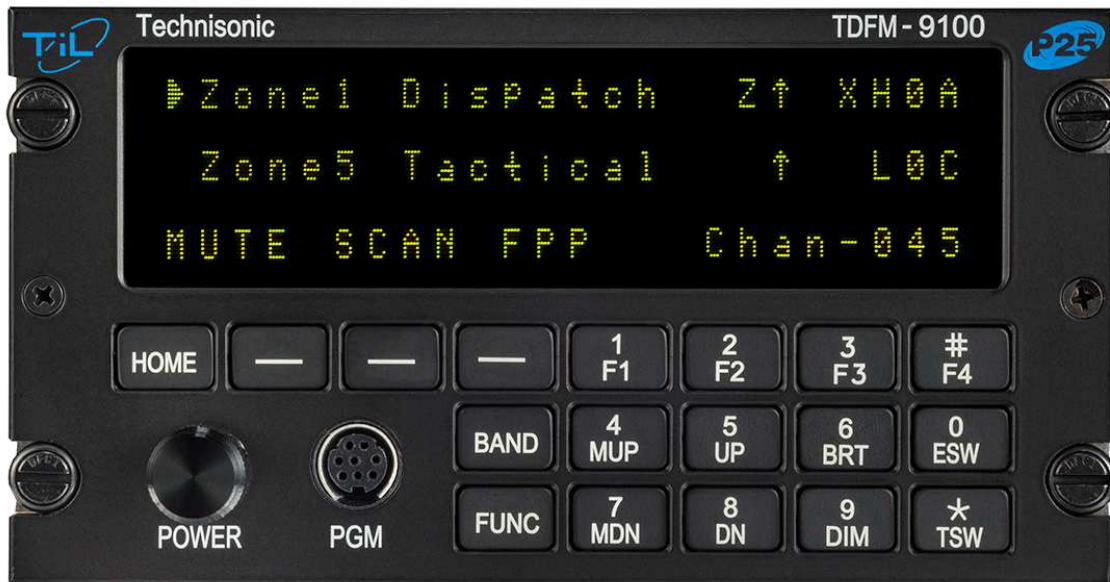 Technisonic TDFM-9100
TiL P25
Zone1 Dispatch Z↑ XH0A
Zone5 Tactical ↑ L0C
MUTE SCAN FPP Chan-045
HOME — — — 1 2 3 #
F1 F2 F3 F4
BAND 4 5 6 0
MUP UP BRT ESW
FUNC 7 8 9 *
MDN DN DIM TSW
POWER PGM